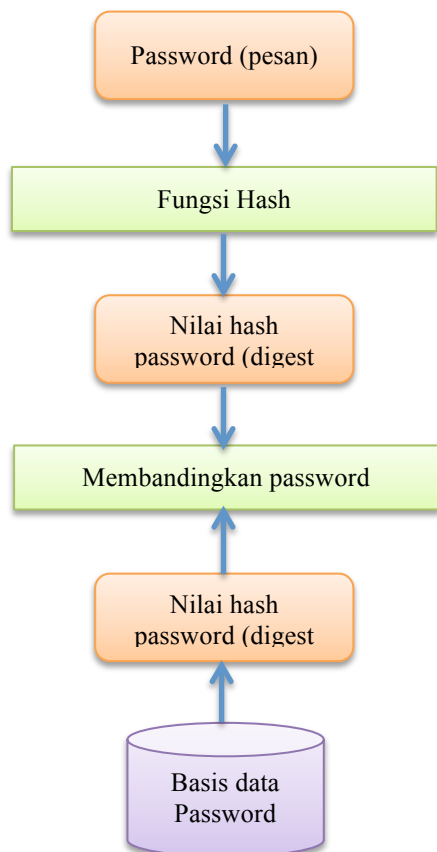 Password (pesan)
Fungsi Hash
Nilai hash
password (digest
Membandingkan password
Nilai hash
password (digest
Basis data
Password